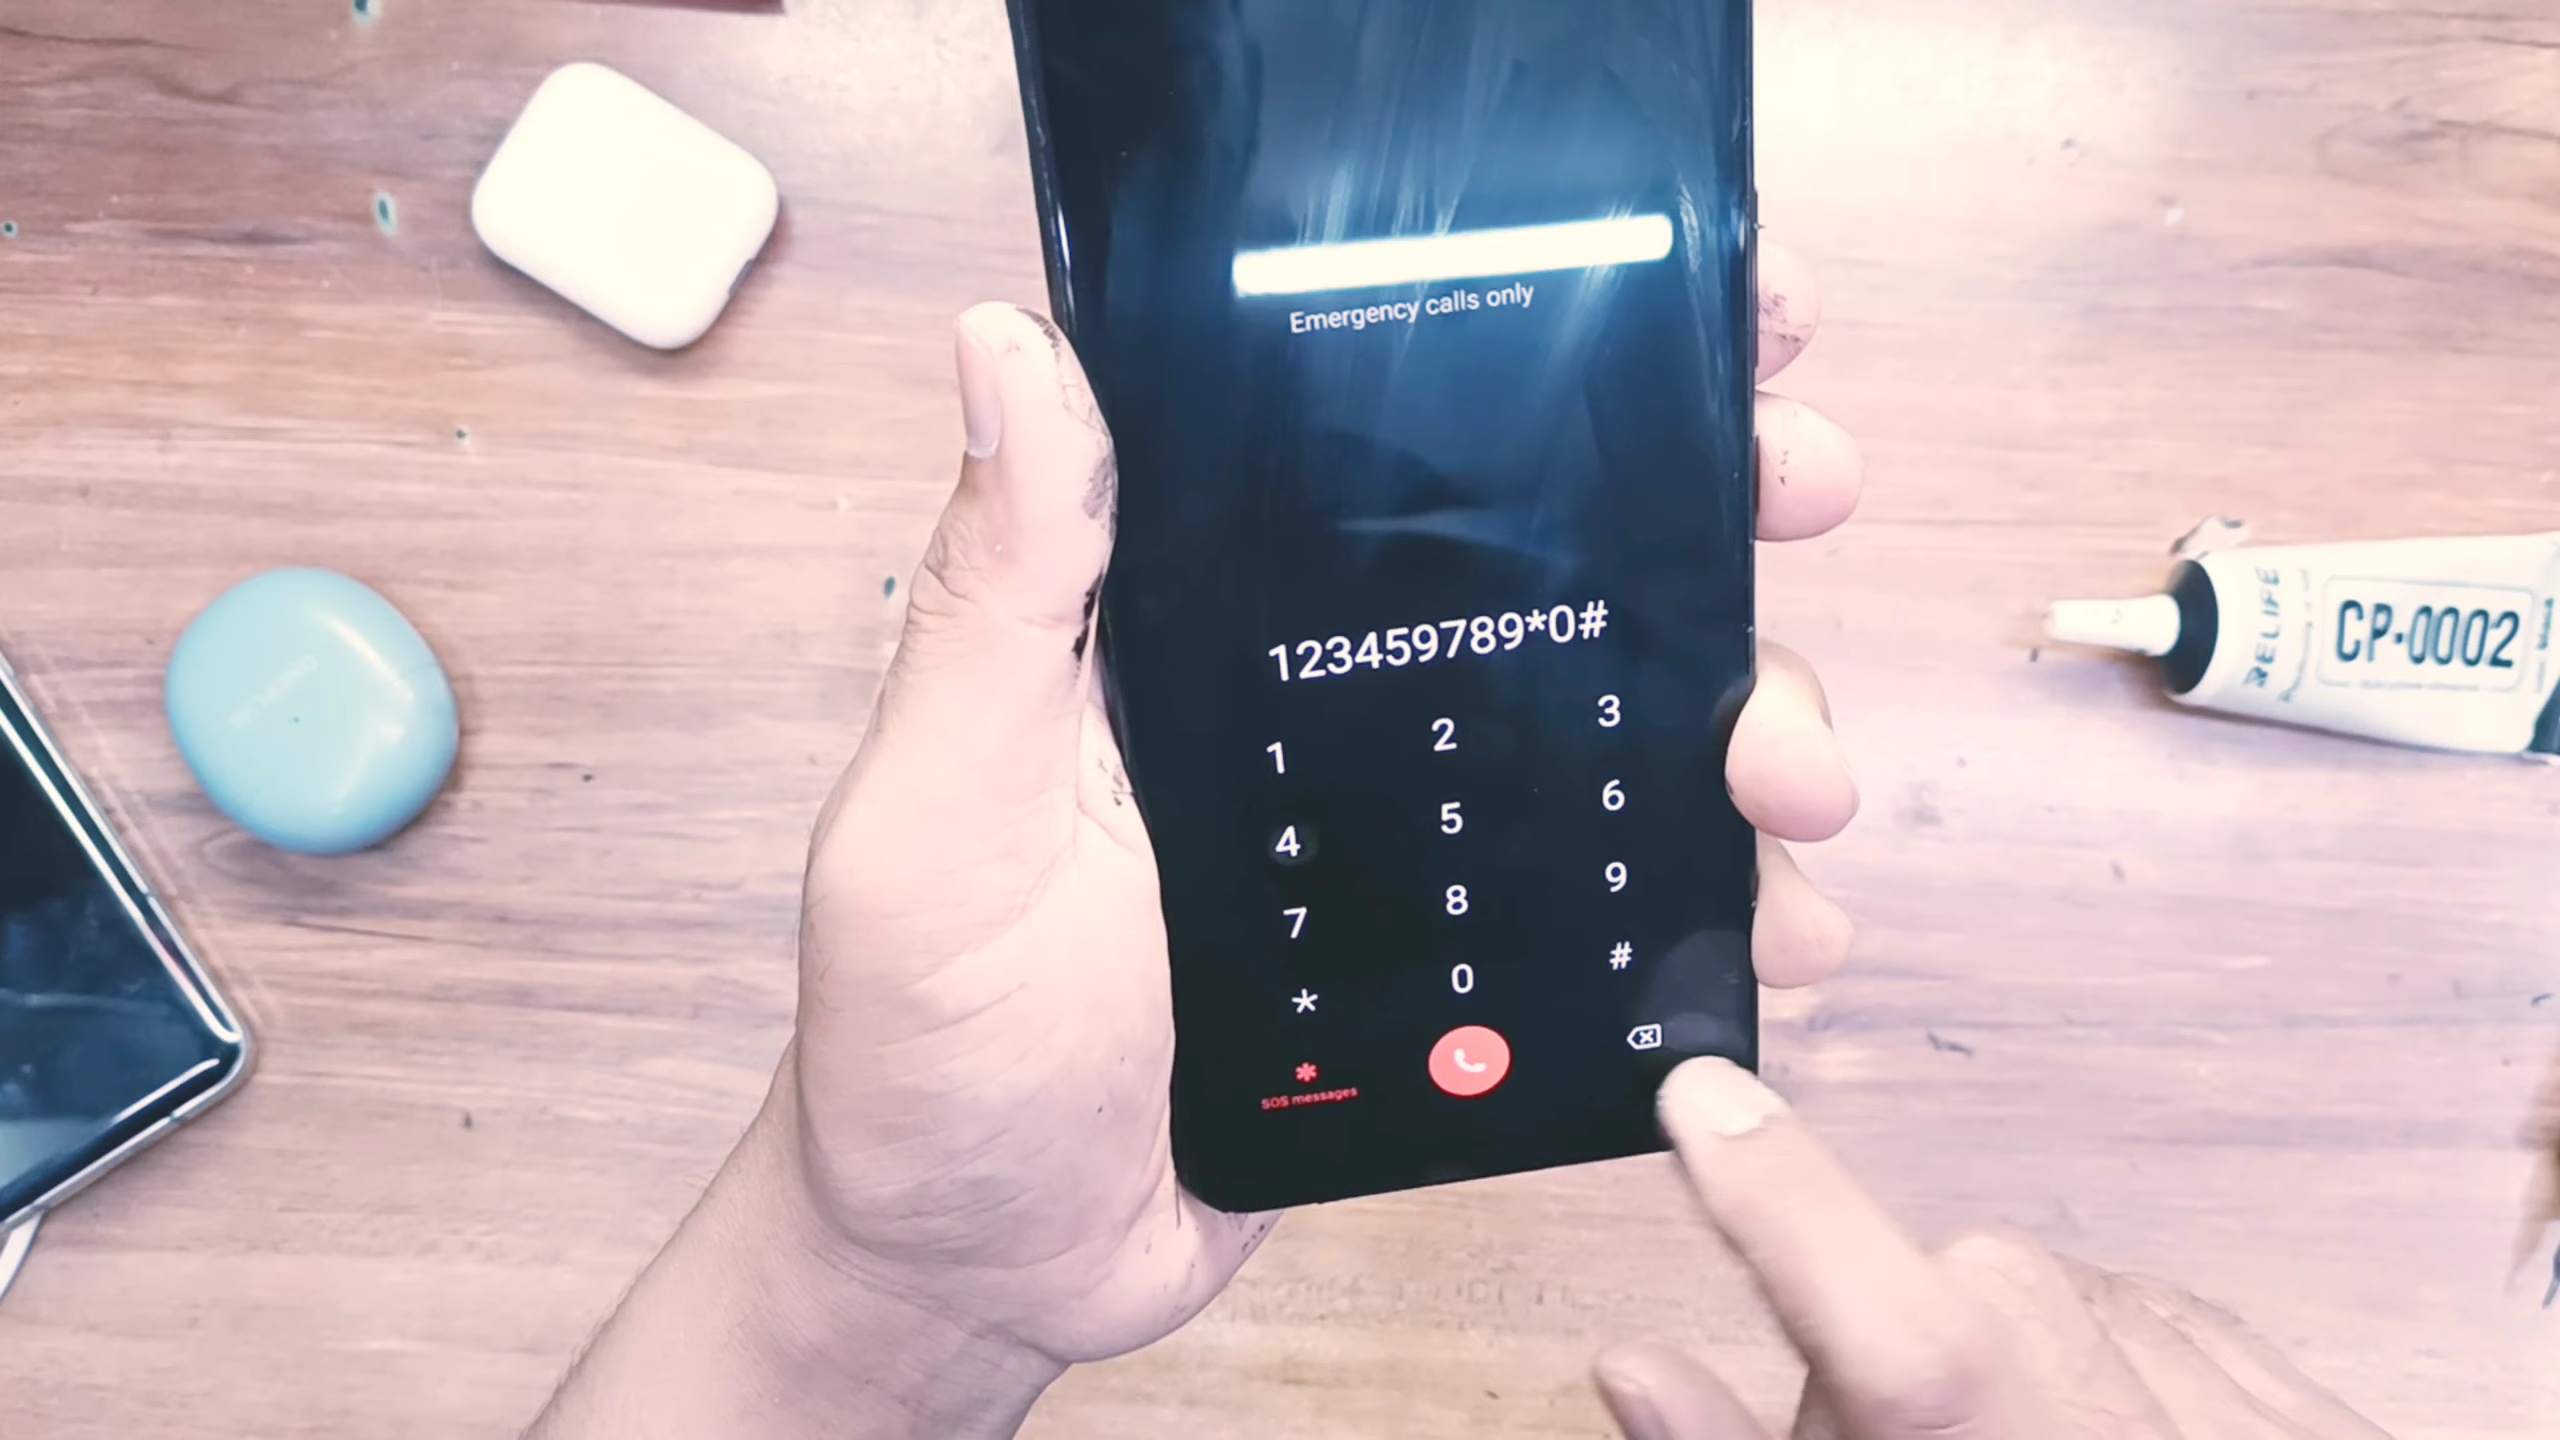 Emergency calls only
123459789*0#
1 2 3
4 5 6
7 8 9
* 0 #
SOS messages
RELIFE
CP-0002